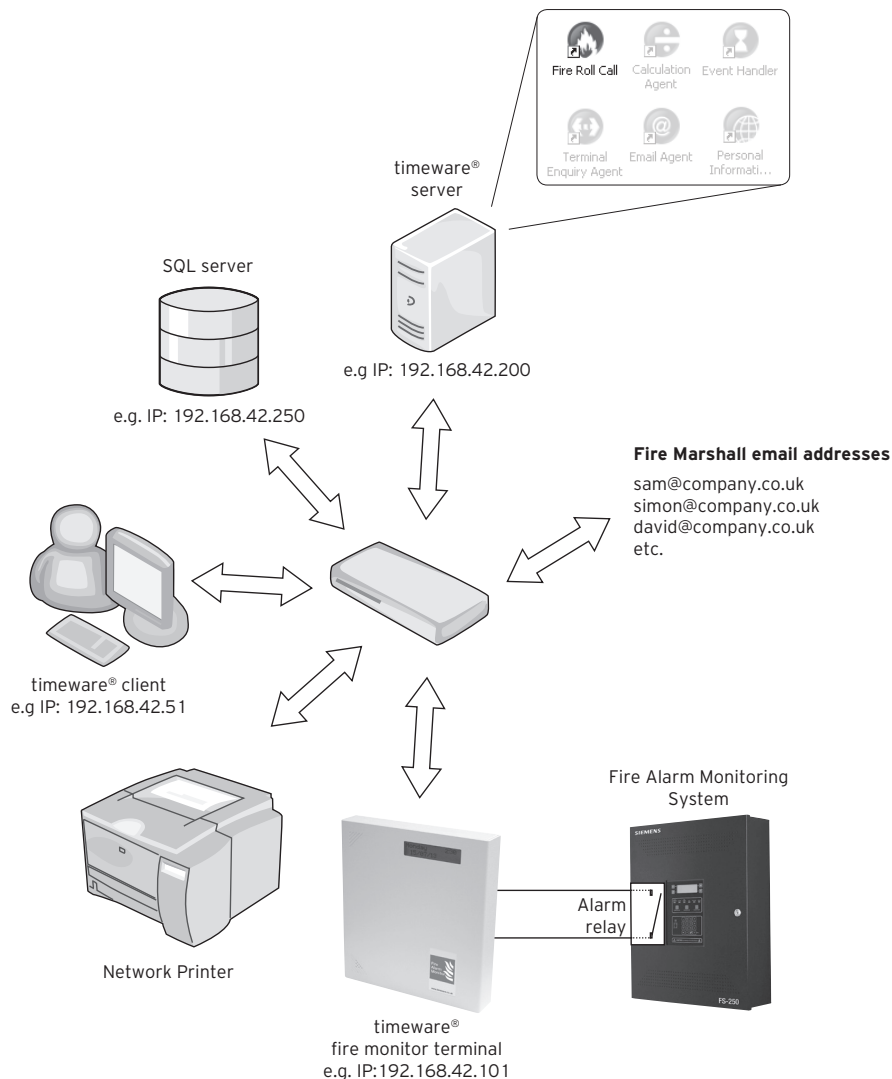 Fire Roll Call
Calculation
Agent
Event Handler
Terminal
Enquiry Agent
Email Agent
Personal
Informati...
timeware®
server
e.g IP: 192.168.42.200
SQL server
e.g. IP: 192.168.42.250
Fire Marshall email addresses
sam@company.co.uk
simon@company.co.uk
david@company.co.uk
etc.
timeware® client
e.g IP: 192.168.42.51
Network Printer
timeware®
fire monitor terminal
e.g. IP:192.168.42.101
Alarm
relay
Fire Alarm Monitoring
System
SIEMENS
FS-250